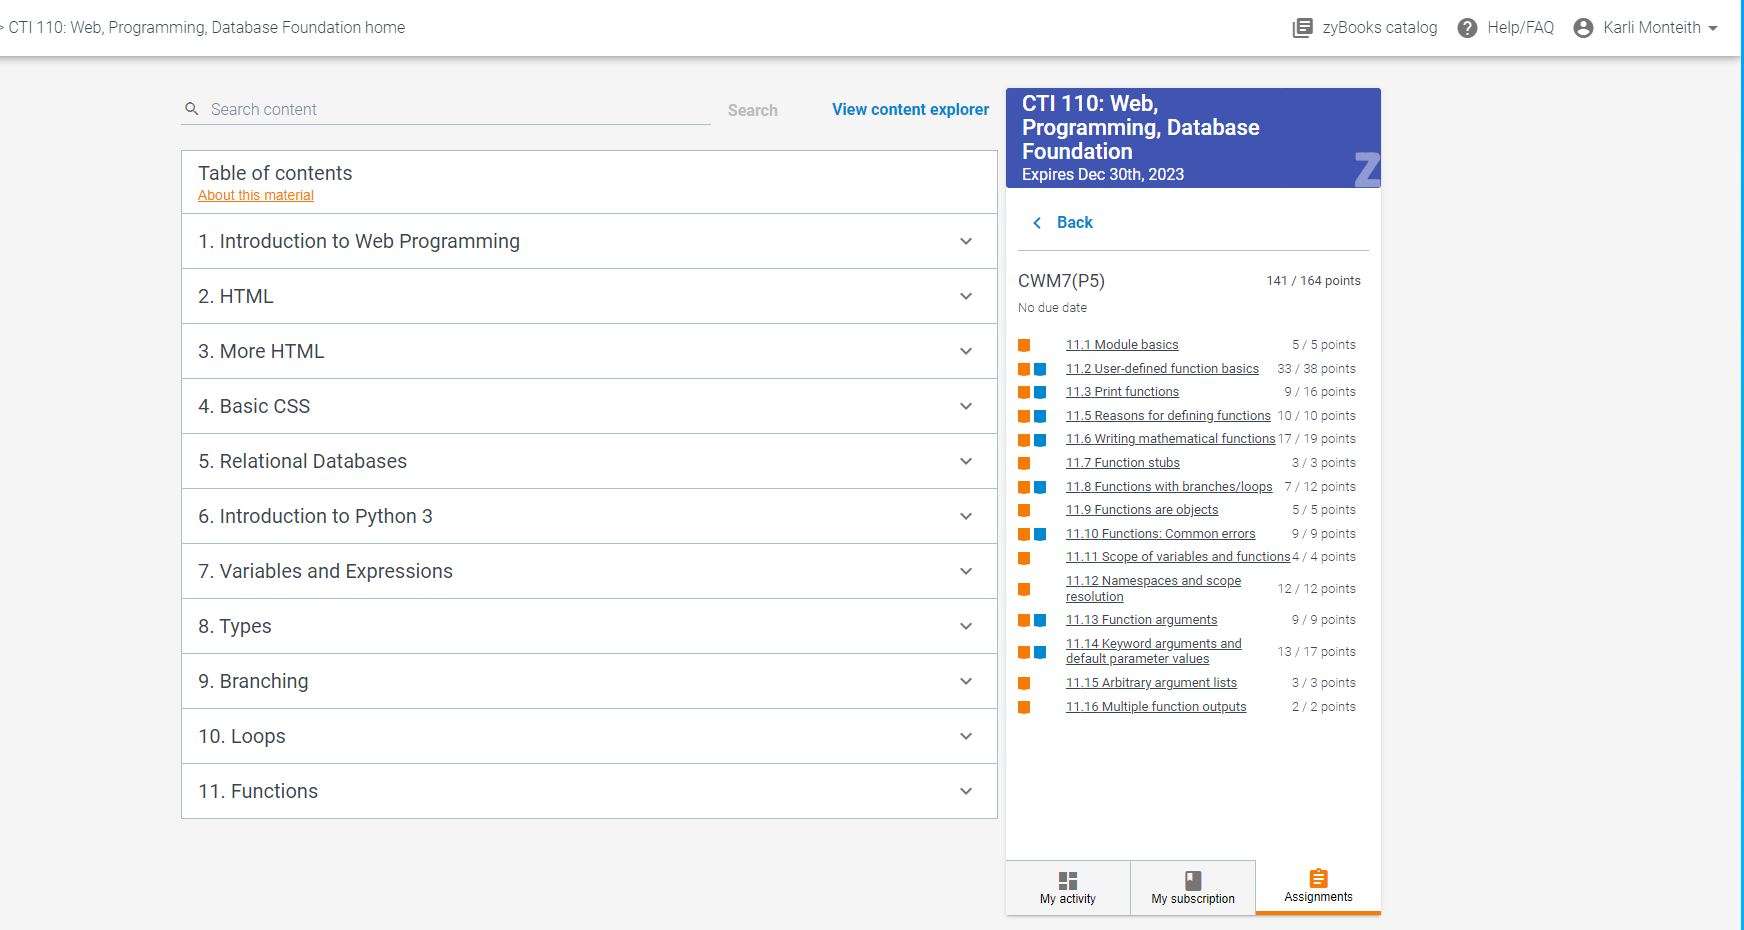 > CTI 110: Web, Programming, Database Foundation home
zyBooks catalog
Help/FAQ
Karli Monteith
Search content
Search
View content explorer
Table of contents
About this material
1. Introduction to Web Programming
2. HTML
3. More HTML
4. Basic CSS
5. Relational Databases
6. Introduction to Python 3
7. Variables and Expressions
8. Types
9. Branching
10. Loops
11. Functions
CTI 110: Web,
Programming, Database
Foundation
Expires Dec 30th, 2023
Z
Back
CWM7(P5) 141 / 164 points
No due date
11.1 Module basics 5 / 5 points
11.2 User-defined function basics 33 / 38 points
11.3 Print functions 9 / 16 points
11.5 Reasons for defining functions 10 / 10 points
11.6 Writing mathematical functions 17 / 19 points
11.7 Function stubs 3 / 3 points
11.8 Functions with branches/loops 7 / 12 points
11.9 Functions are objects 5 / 5 points
11.10 Functions: Common errors 9 / 9 points
11.11 Scope of variables and functions 4 / 4 points
11.12 Namespaces and scope
resolution 12 / 12 points
11.13 Function arguments 9 / 9 points
11.14 Keyword arguments and
default parameter values 13 / 17 points
11.15 Arbitrary argument lists 3 / 3 points
11.16 Multiple function outputs 2 / 2 points
My activity
My subscription
Assignments